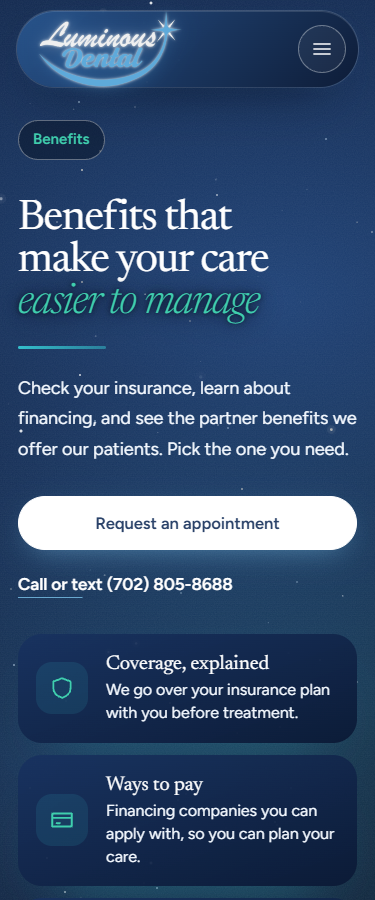 Luminous
Dental
Benefits
Benefits that
make your care
easier to manage
Check your insurance, learn about
financing, and see the partner benefits we
offer our patients. Pick the one you need.
Request an appointment
Call or text (702) 805-8688
Coverage, explained
We go over your insurance plan
with you before treatment.
Ways to pay
Financing companies you can
apply with, so you can plan your
care.